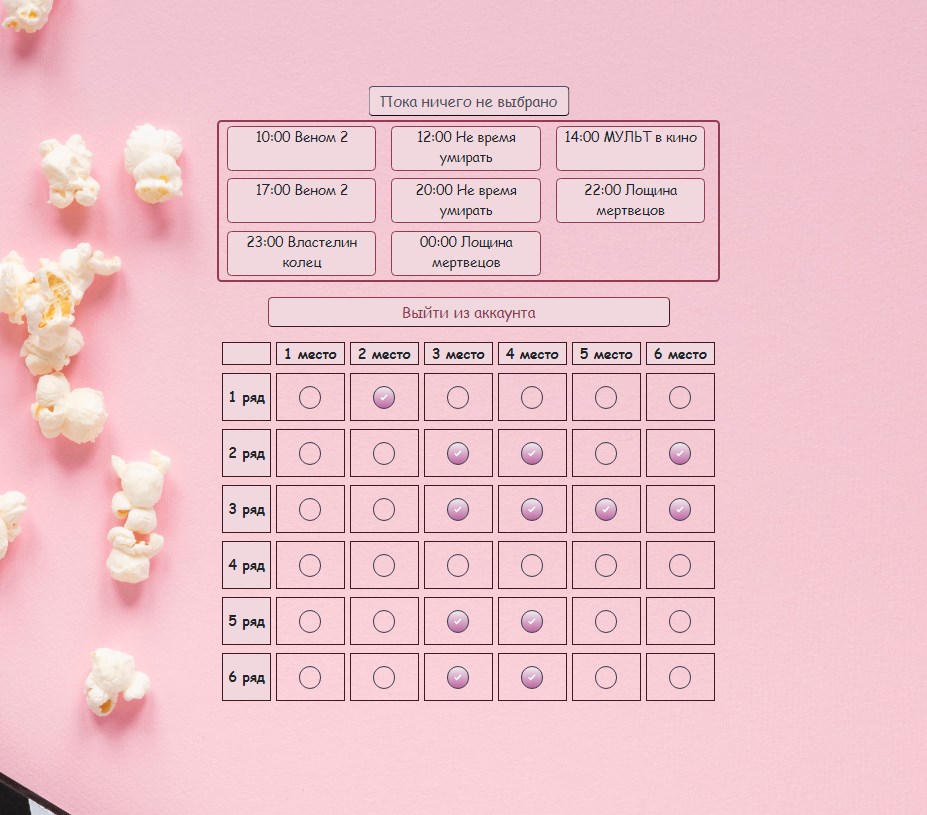 Пока ничего не выбрано
10:00 Веном 2
12:00 Не время
умирать
14:00 МУЛЬТ в кино
17:00 Веном 2
20:00 Не время
умирать
22:00 Лощина
мертвецов
23:00 Властелин
колец
00:00 Лощина
мертвецов
Выйти из аккаунта
1 место 2 место 3 место 4 место 5 место 6 место
1 ряд
2 ряд
3 ряд
4 ряд
5 ряд
6 ряд